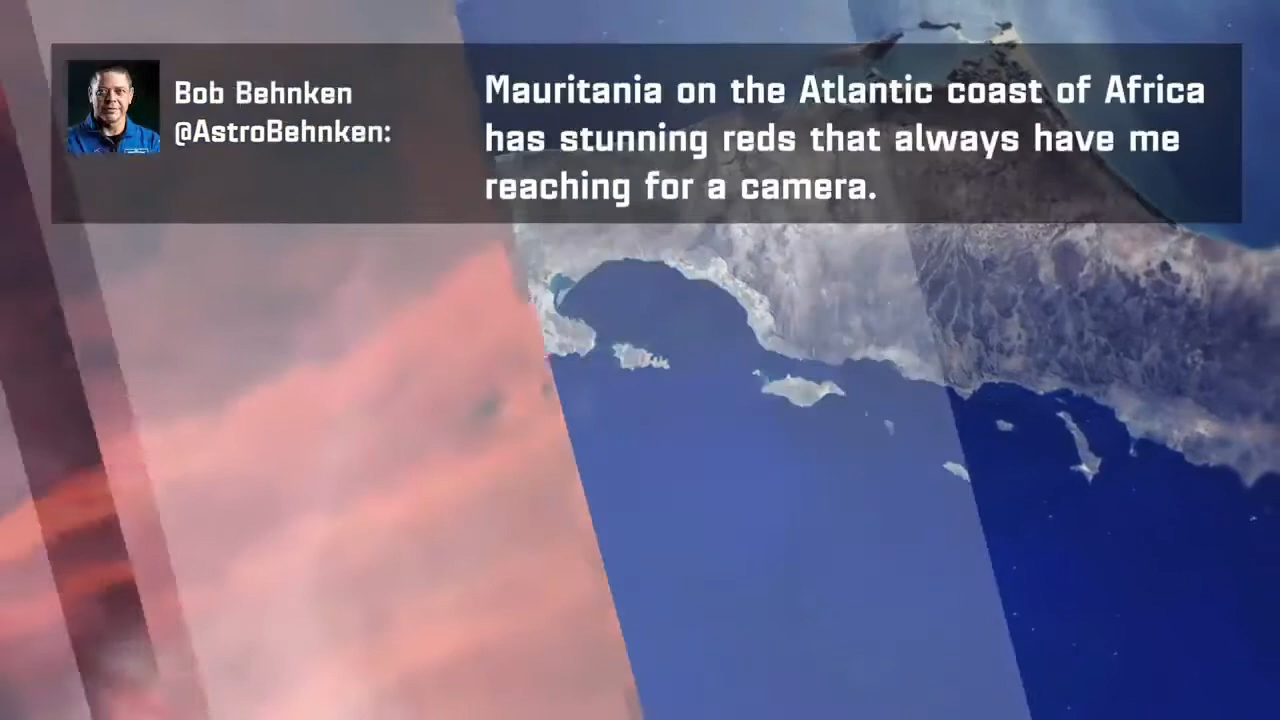 Bob Behnken
@AstroBehnken:
Mauritania on the Atlantic coast of Africa
has stunning reds that always have me
reaching for a camera.